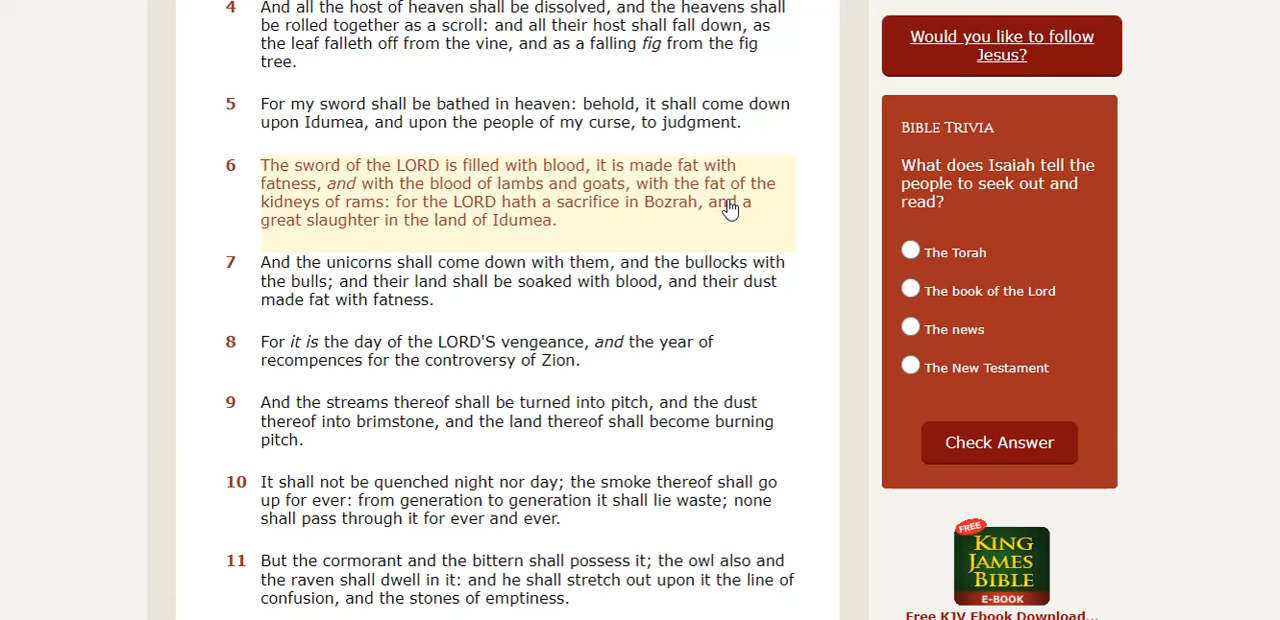 4 And all the host of heaven shall be dissolved, and the heavens shall
be rolled together as a scroll: and all their host shall fall down, as
the leaf falleth off from the vine, and as a falling fig from the fig
tree.
5 For my sword shall be bathed in heaven: behold, it shall come down
upon Idumea, and upon the people of my curse, to judgment.
6 The sword of the LORD is filled with blood, it is made fat with
fatness, and with the blood of lambs and goats, with the fat of the
kidneys of rams: for the LORD hath a sacrifice in Bozrah, and a
great slaughter in the land of Idumea.
7 And the unicorns shall come down with them, and the bullocks with
the bulls; and their land shall be soaked with blood, and their dust
made fat with fatness.
8 For it is the day of the LORD'S vengeance, and the year of
recompences for the controversy of Zion.
9 And the streams thereof shall be turned into pitch, and the dust
thereof into brimstone, and the land thereof shall become burning
pitch.
10 It shall not be quenched night nor day; the smoke thereof shall go
up for ever: from generation to generation it shall lie waste; none
shall pass through it for ever and ever.
11 But the cormorant and the bittern shall possess it; the owl also and
the raven shall dwell in it: and he shall stretch out upon it the line of
confusion, and the stones of emptiness.
Would you like to follow
Jesus?
BIBLE TRIVIA
What does Isaiah tell the
people to seek out and
read?
The Torah
The book of the Lord
The news
The New Testament
Check Answer
FREE
KING
JAMES
BIBLE
E-BOOK
Free KJV Ebook Download...